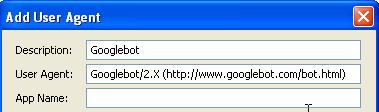 Add User Agent
Description: Googlebot
User Agent: Googlebot/2.X (http://www.googlebot.com/bot.html)
App Name: